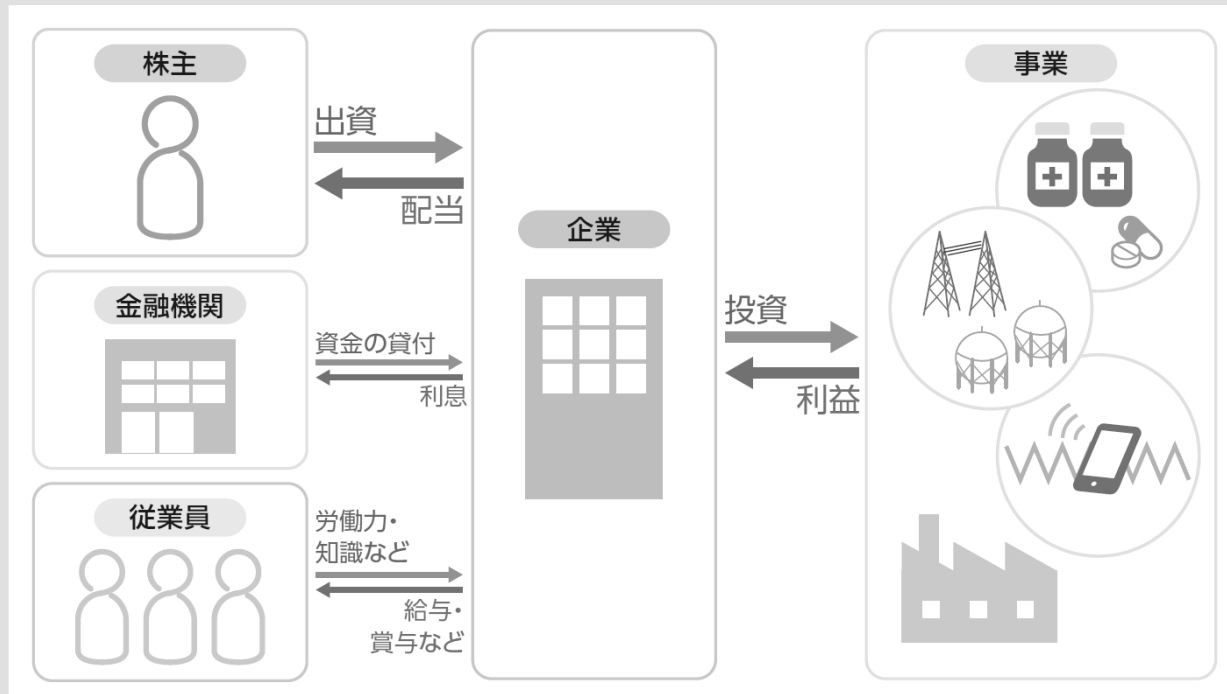 株主
出資
配当
金融機関
資金の貸付
利息
従業員
労働力・
知識など
給与・
賞与など
企業
投資
利益
事業